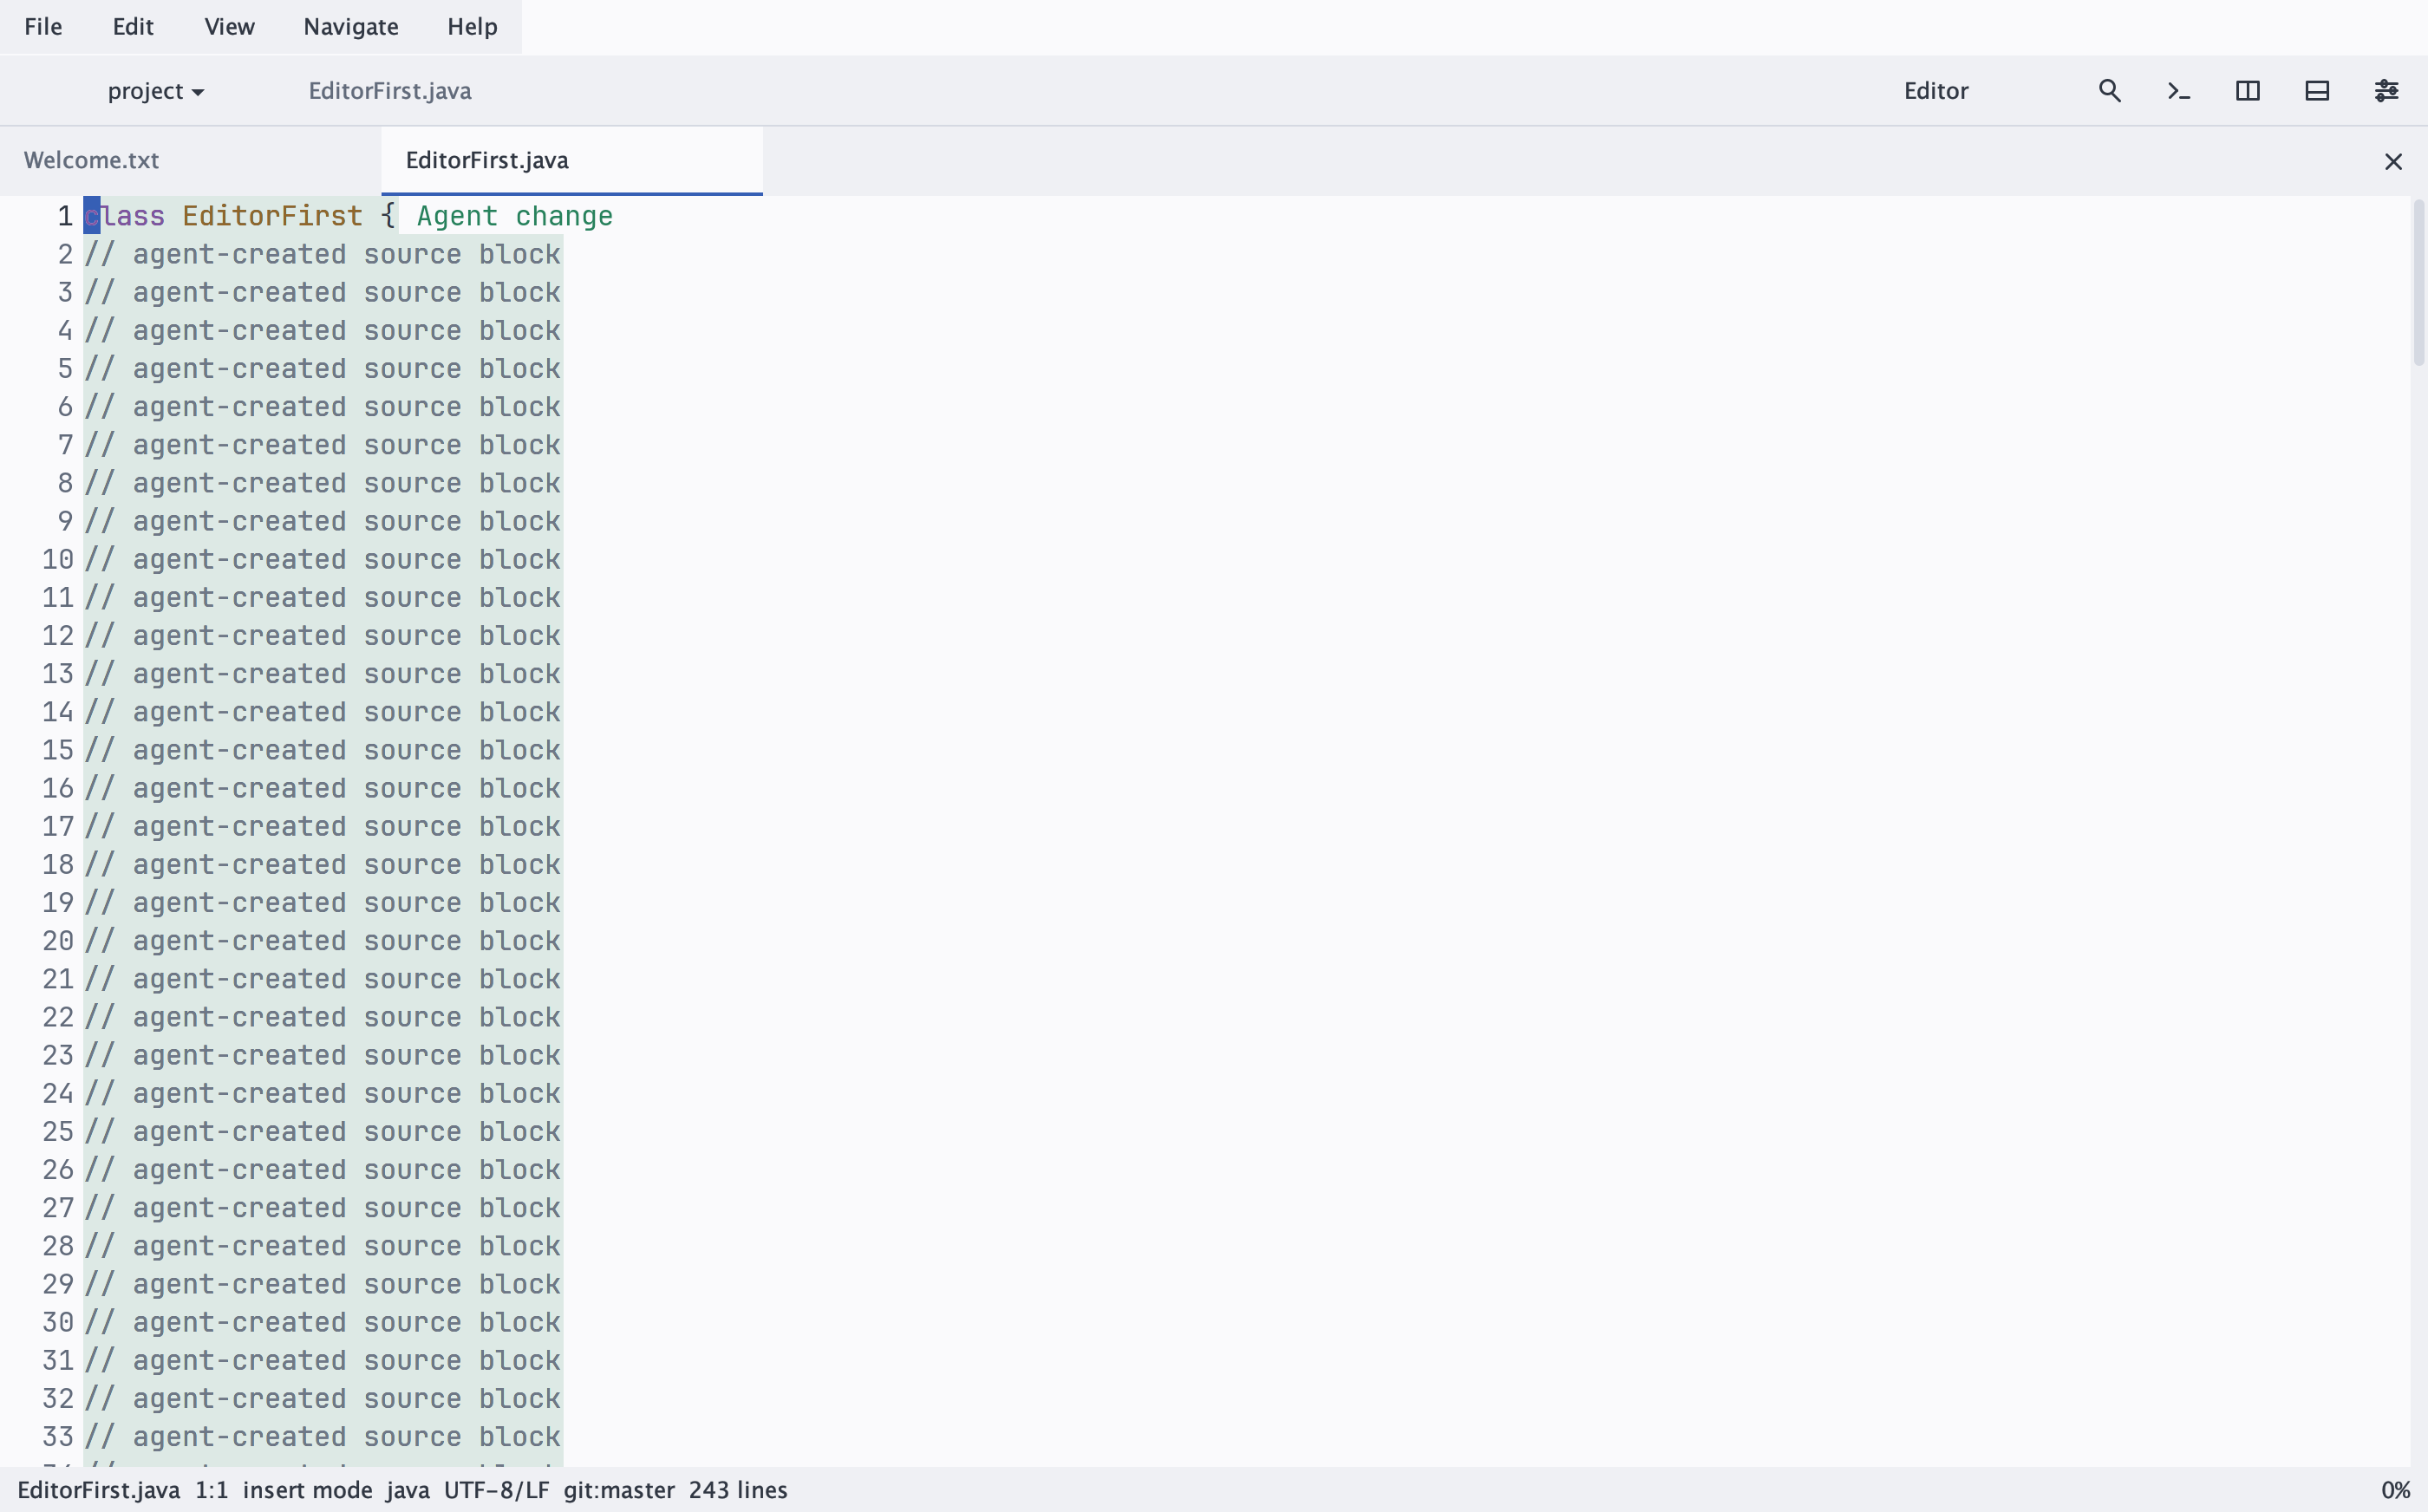 File Edit View Navigate Help
project EditorFirst.java Editor
Welcome.txt EditorFirst.java
1 class EditorFirst { Agent change
2 // agent-created source block
3 // agent-created source block
4 // agent-created source block
5 // agent-created source block
6 // agent-created source block
7 // agent-created source block
8 // agent-created source block
9 // agent-created source block
10 // agent-created source block
11 // agent-created source block
12 // agent-created source block
13 // agent-created source block
14 // agent-created source block
15 // agent-created source block
16 // agent-created source block
17 // agent-created source block
18 // agent-created source block
19 // agent-created source block
20 // agent-created source block
21 // agent-created source block
22 // agent-created source block
23 // agent-created source block
24 // agent-created source block
25 // agent-created source block
26 // agent-created source block
27 // agent-created source block
28 // agent-created source block
29 // agent-created source block
30 // agent-created source block
31 // agent-created source block
32 // agent-created source block
33 // agent-created source block
EditorFirst.java 1:1 insert mode java UTF-8/LF git:master 243 lines 0%